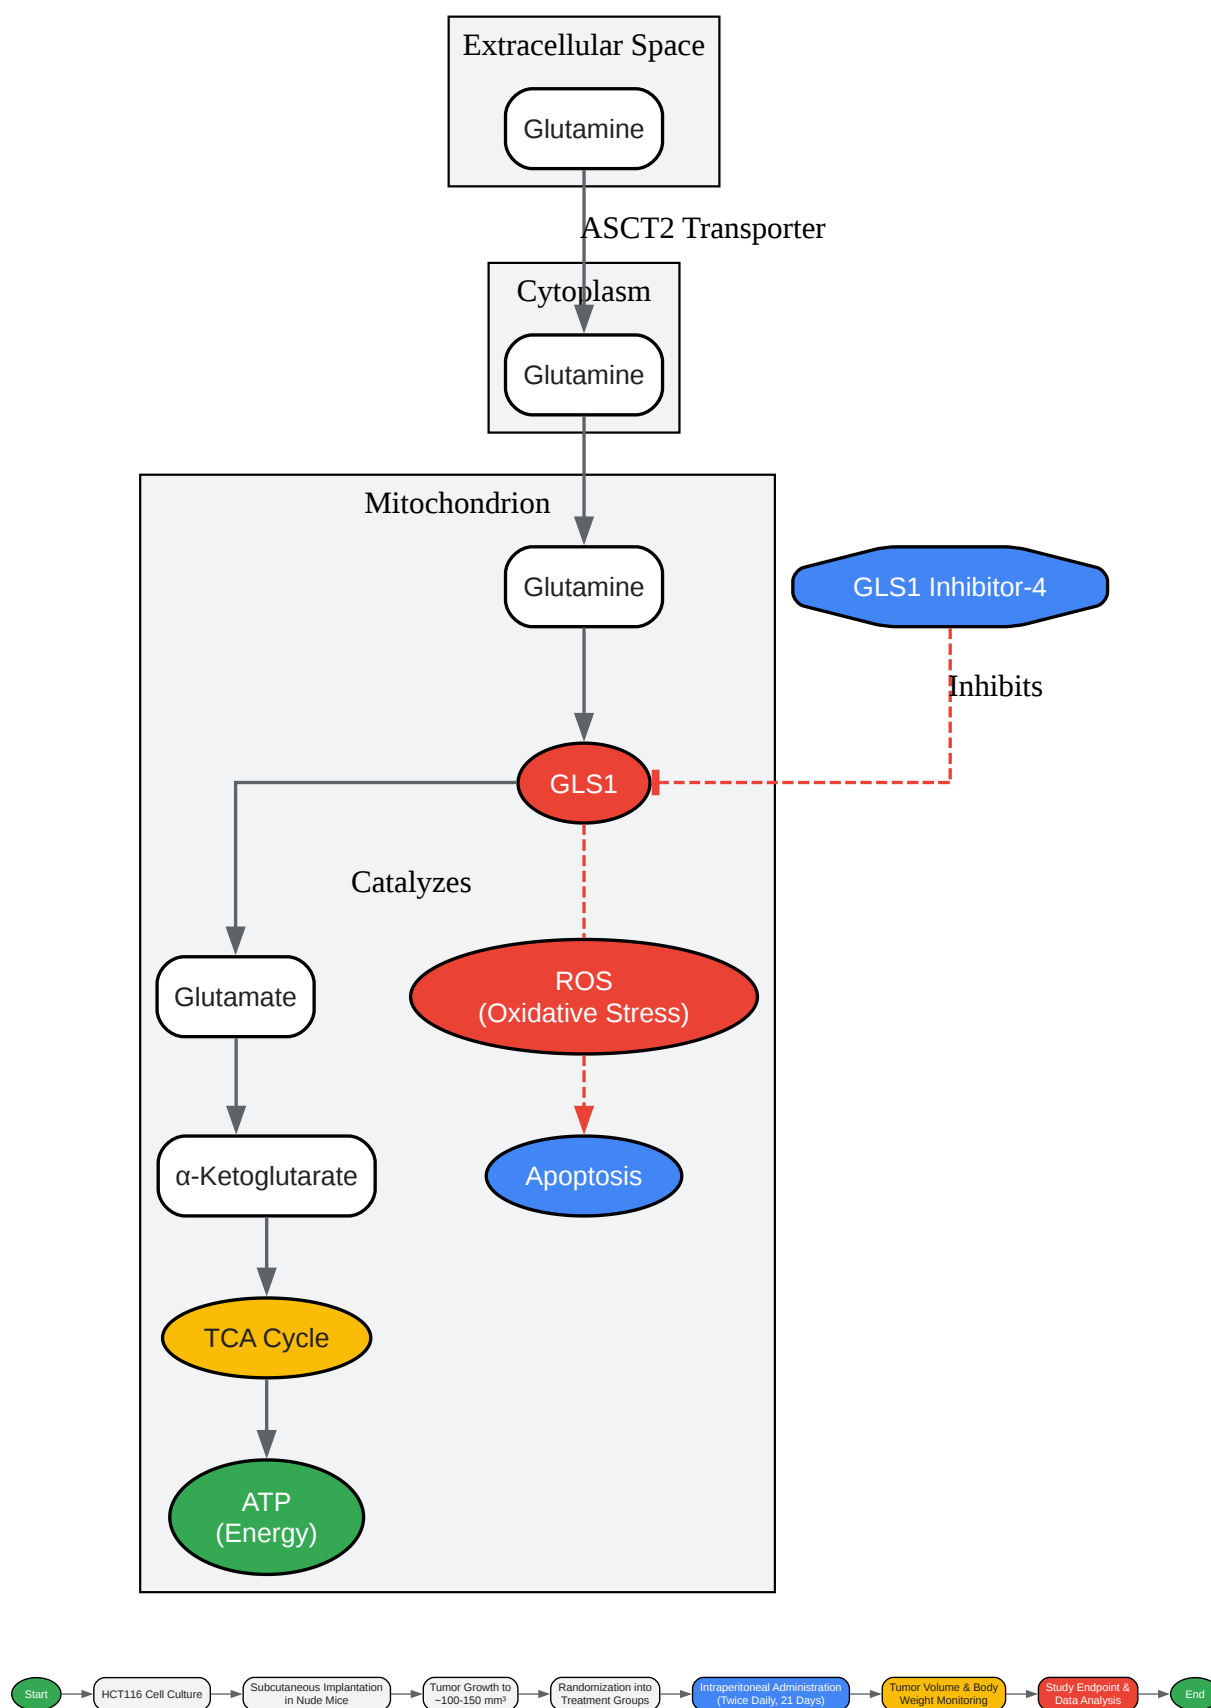 Extracellular Space
Glutamine
ASCT2 Transporter
Cytoplasm
Glutamine
Mitochondrion
Glutamine
GLS1 Inhibitor-4
Inhibits
GLS1
Catalyzes
ROS
(Oxidative Stress)
Glutamate
α-Ketoglutarate
Apoptosis
TCA Cycle
ATP
(Energy)
Start
HCT116 Cell Culture
Subcutaneous Implantation
in Nude Mice
Tumor Growth to
~100-150 mm³
Randomization into
Treatment Groups
Intraperitoneal Administration
(Twice Daily, 21 Days)
Tumor Volume & Body
Weight Monitoring
Study Endpoint &
Data Analysis
End